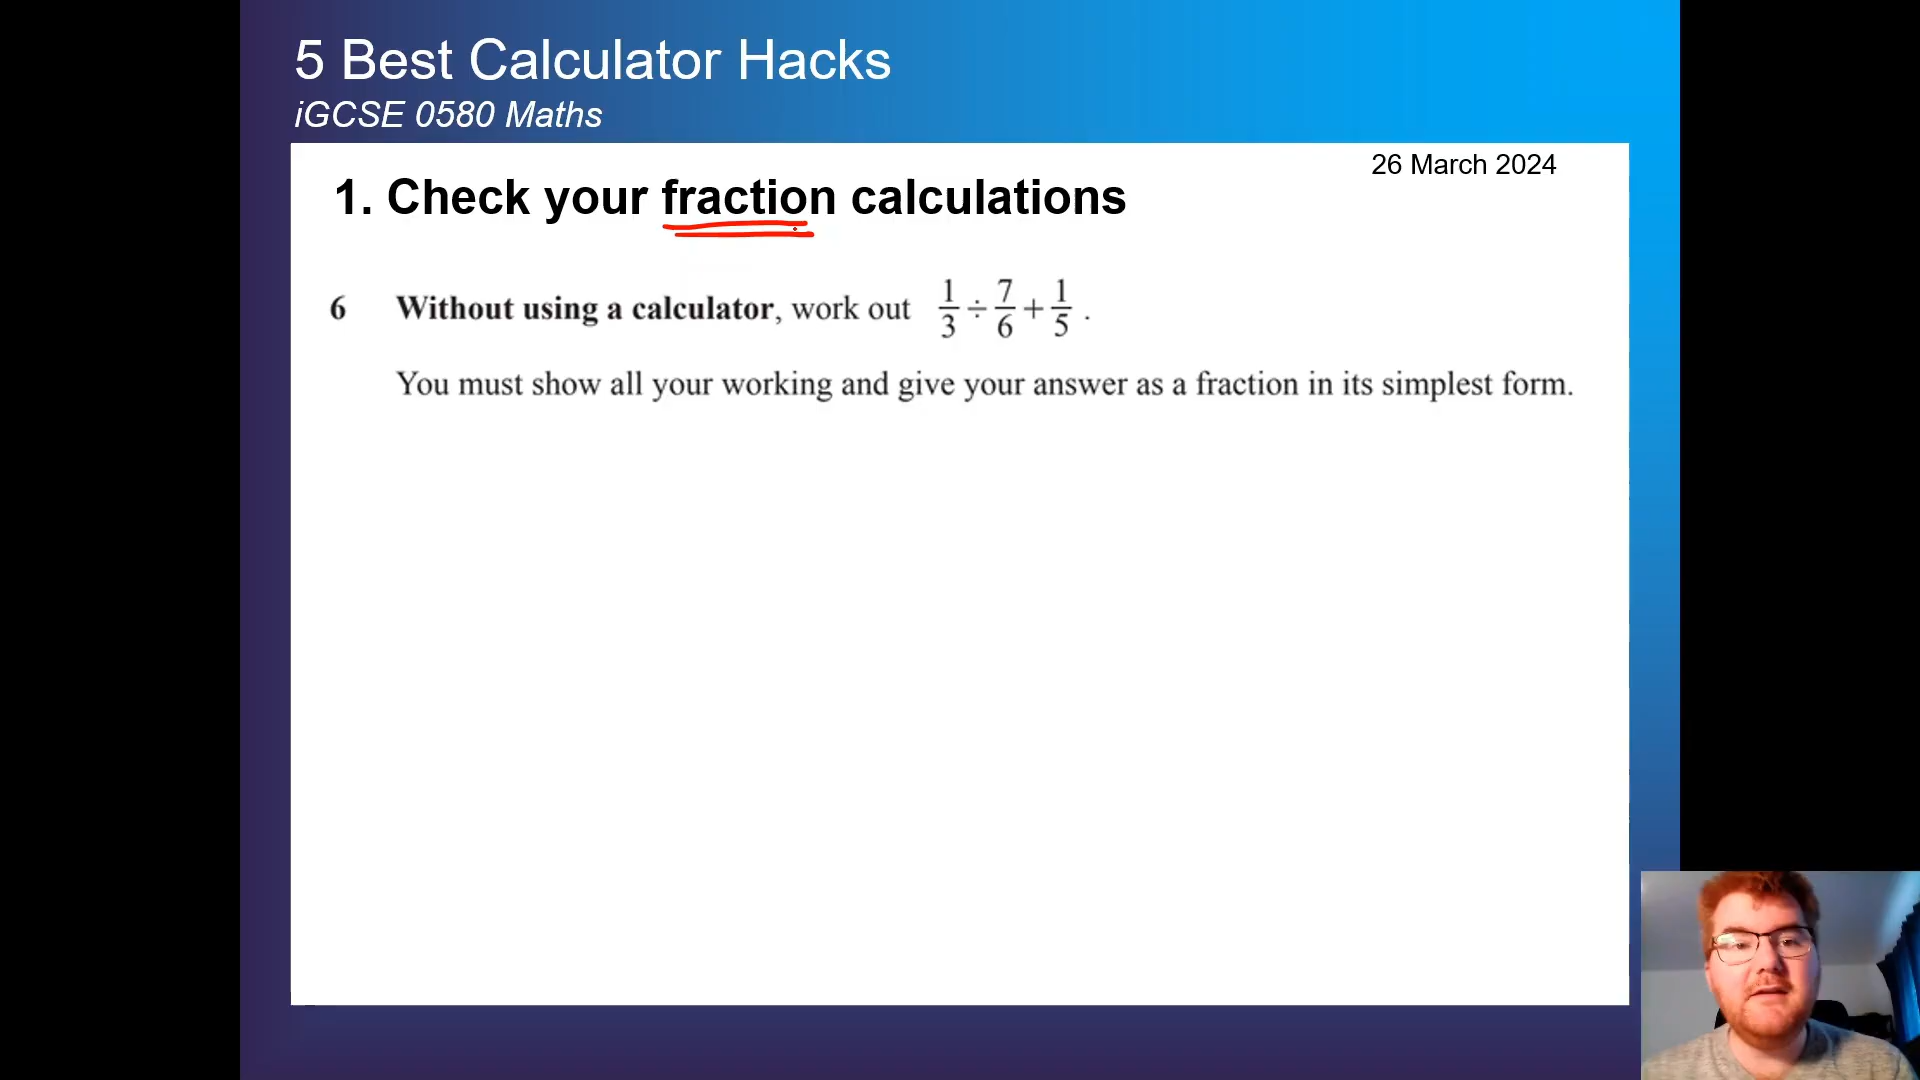 5 Best Calculator Hacks
iGCSE 0580 Maths
26 March 2024
1. Check your fraction calculations
6 Without using a calculator, work out 1/3 ÷ 7/6 + 1/5 .
You must show all your working and give your answer as a fraction in its simplest form.